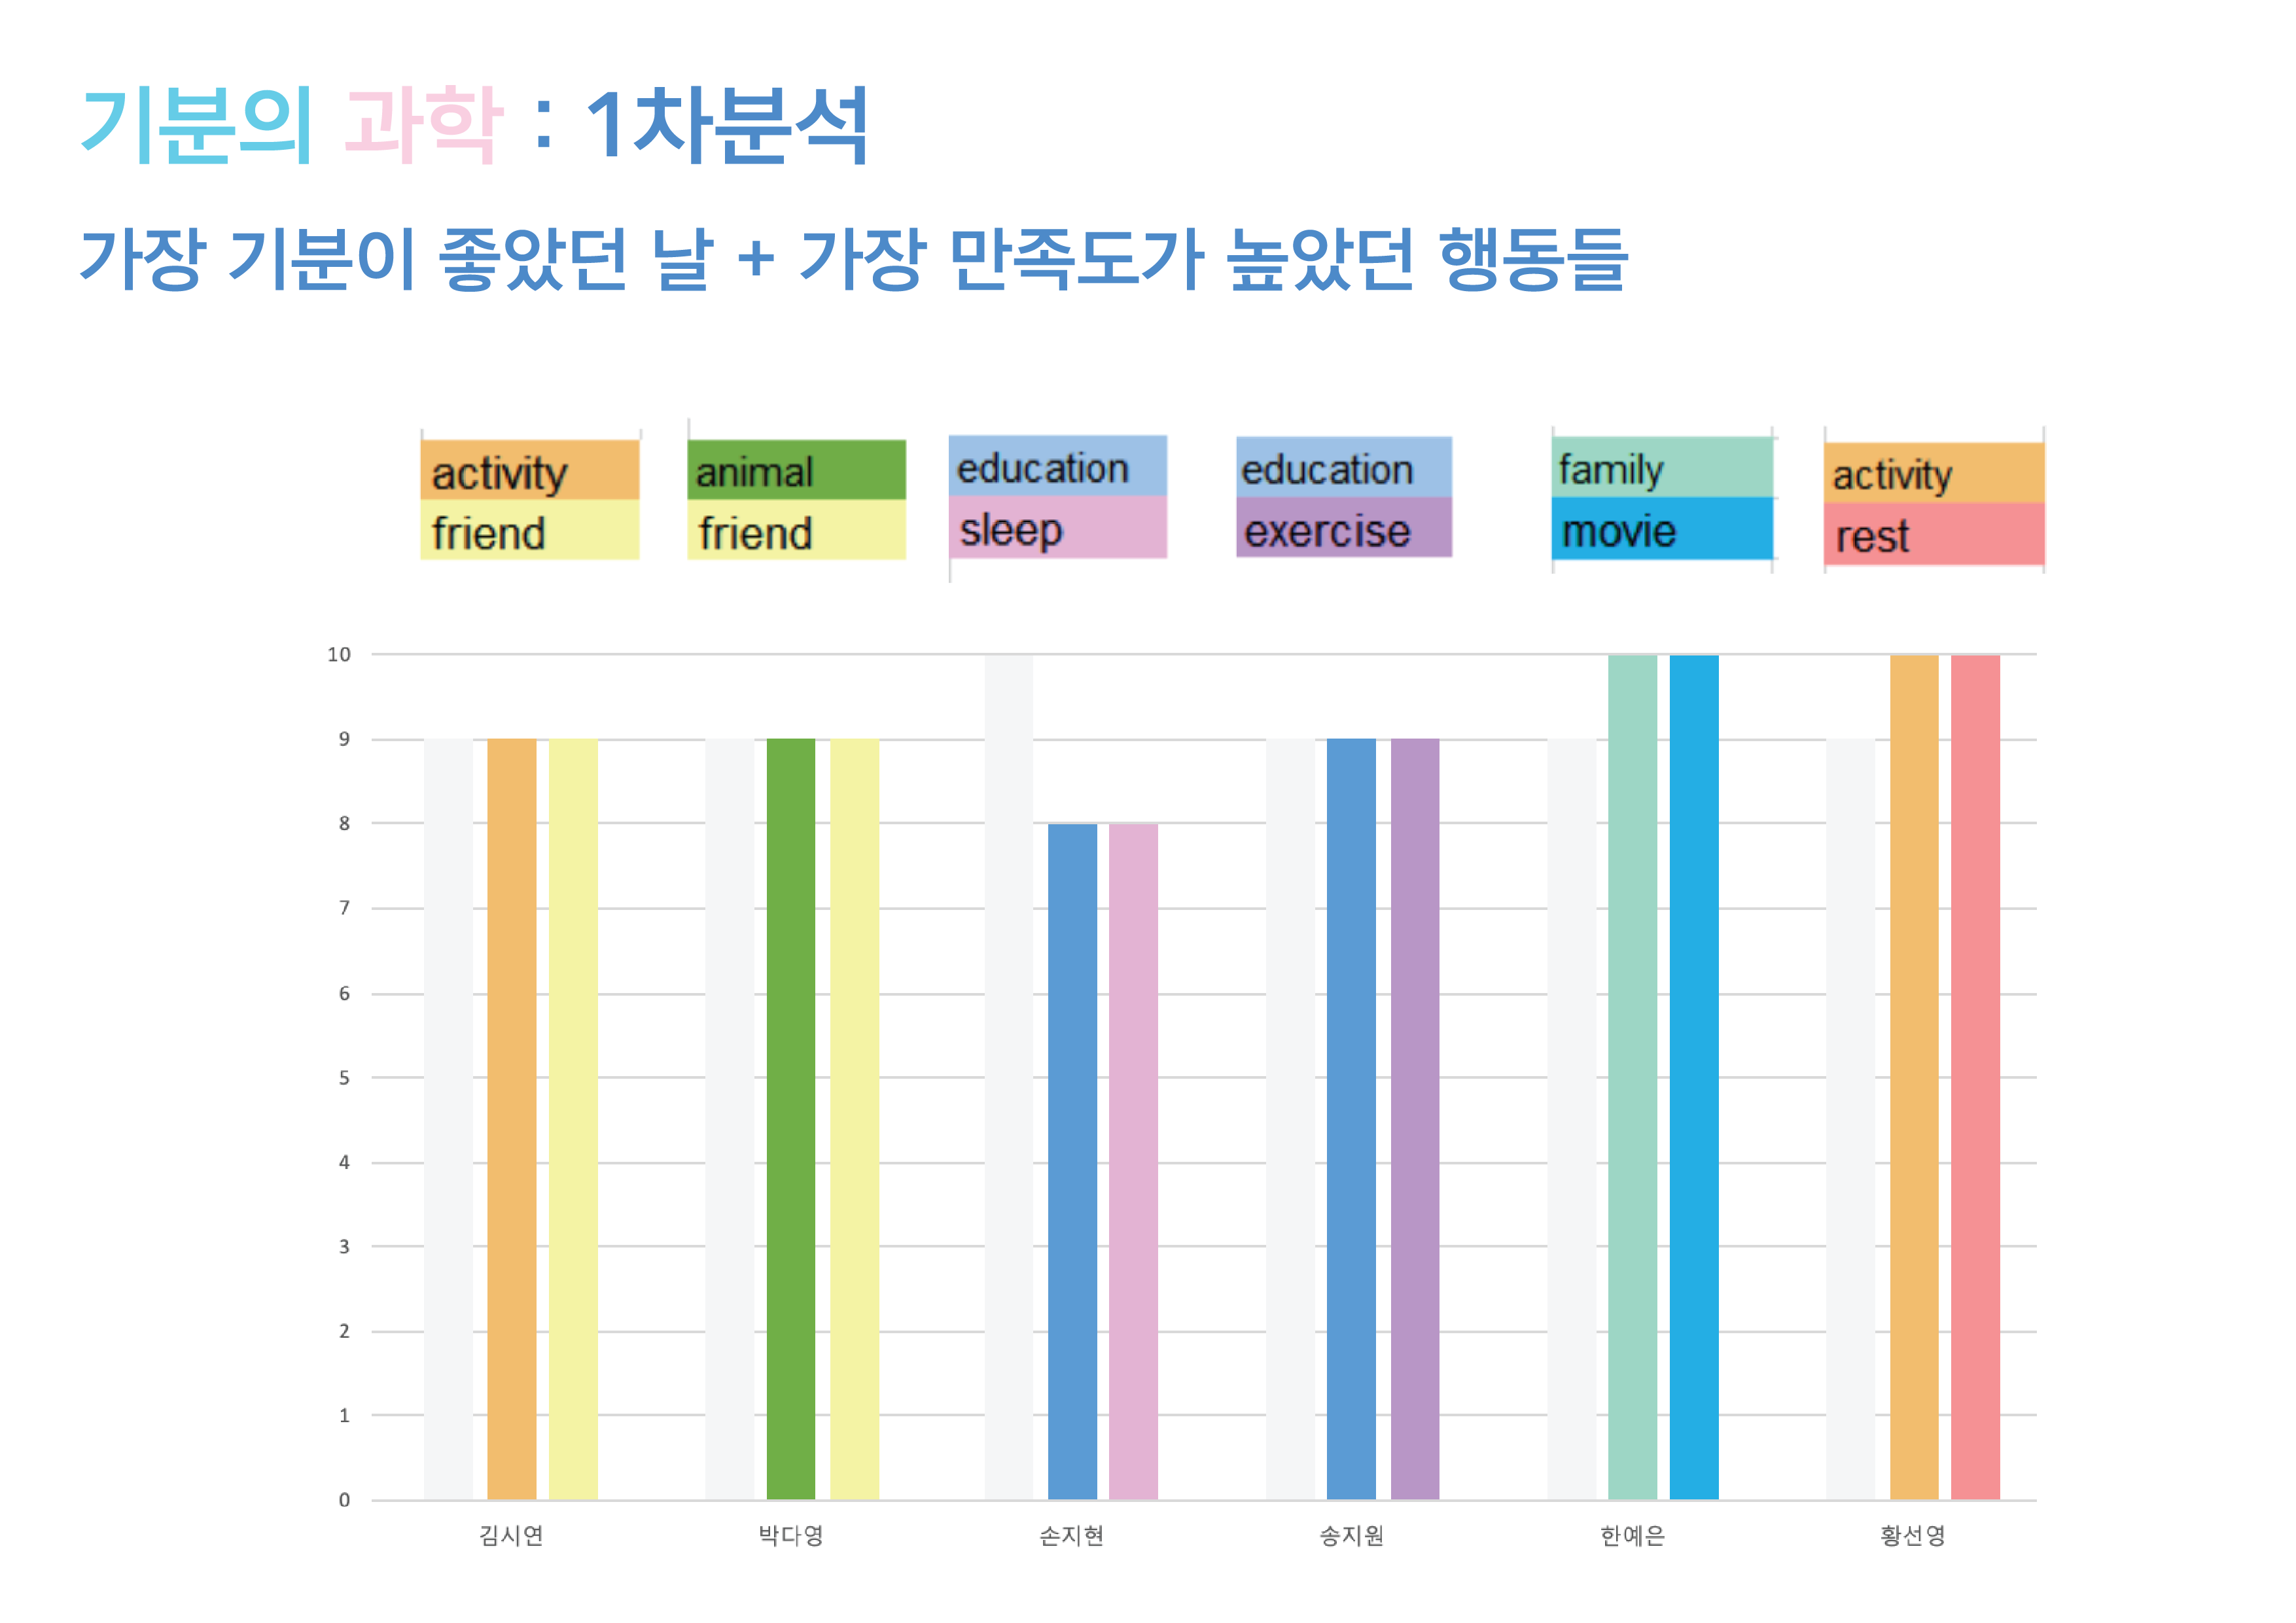 기분의 과학 : 1차분석
가장 기분이 좋았던 날 + 가장 만족도가 높았던 행동들
activity
friend
animal
friend
education
sleep
education
exercise
family
movie
activity
rest
10
9
8
7
6
5
4
3
2
1
0
김시연 박다영 손지현 송지원 한예은 황선영